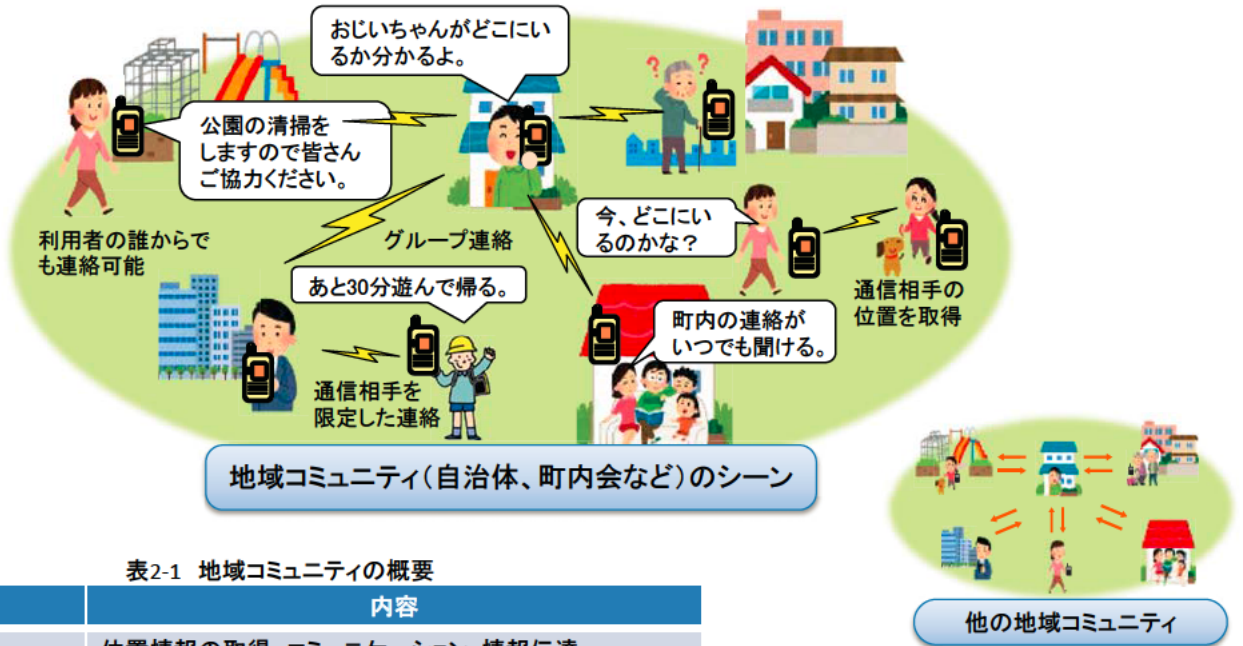 おじいちゃんがどこにい
るか分かるよ。
公園の清掃を
しますので皆さん
ご協力ください。
利用者の誰からで
も連絡可能
グループ連絡
今、どこにい
るのかな?
通信相手の
位置を取得
あと30分遊んで帰る。
町内の連絡が
いつでも聞ける。
通信相手を
限定した連絡
? ?
地域コミュニティ(自治体、町内会など)のシーン
他の地域コミュニティ
表2-1 地域コミュニティの概要
内容